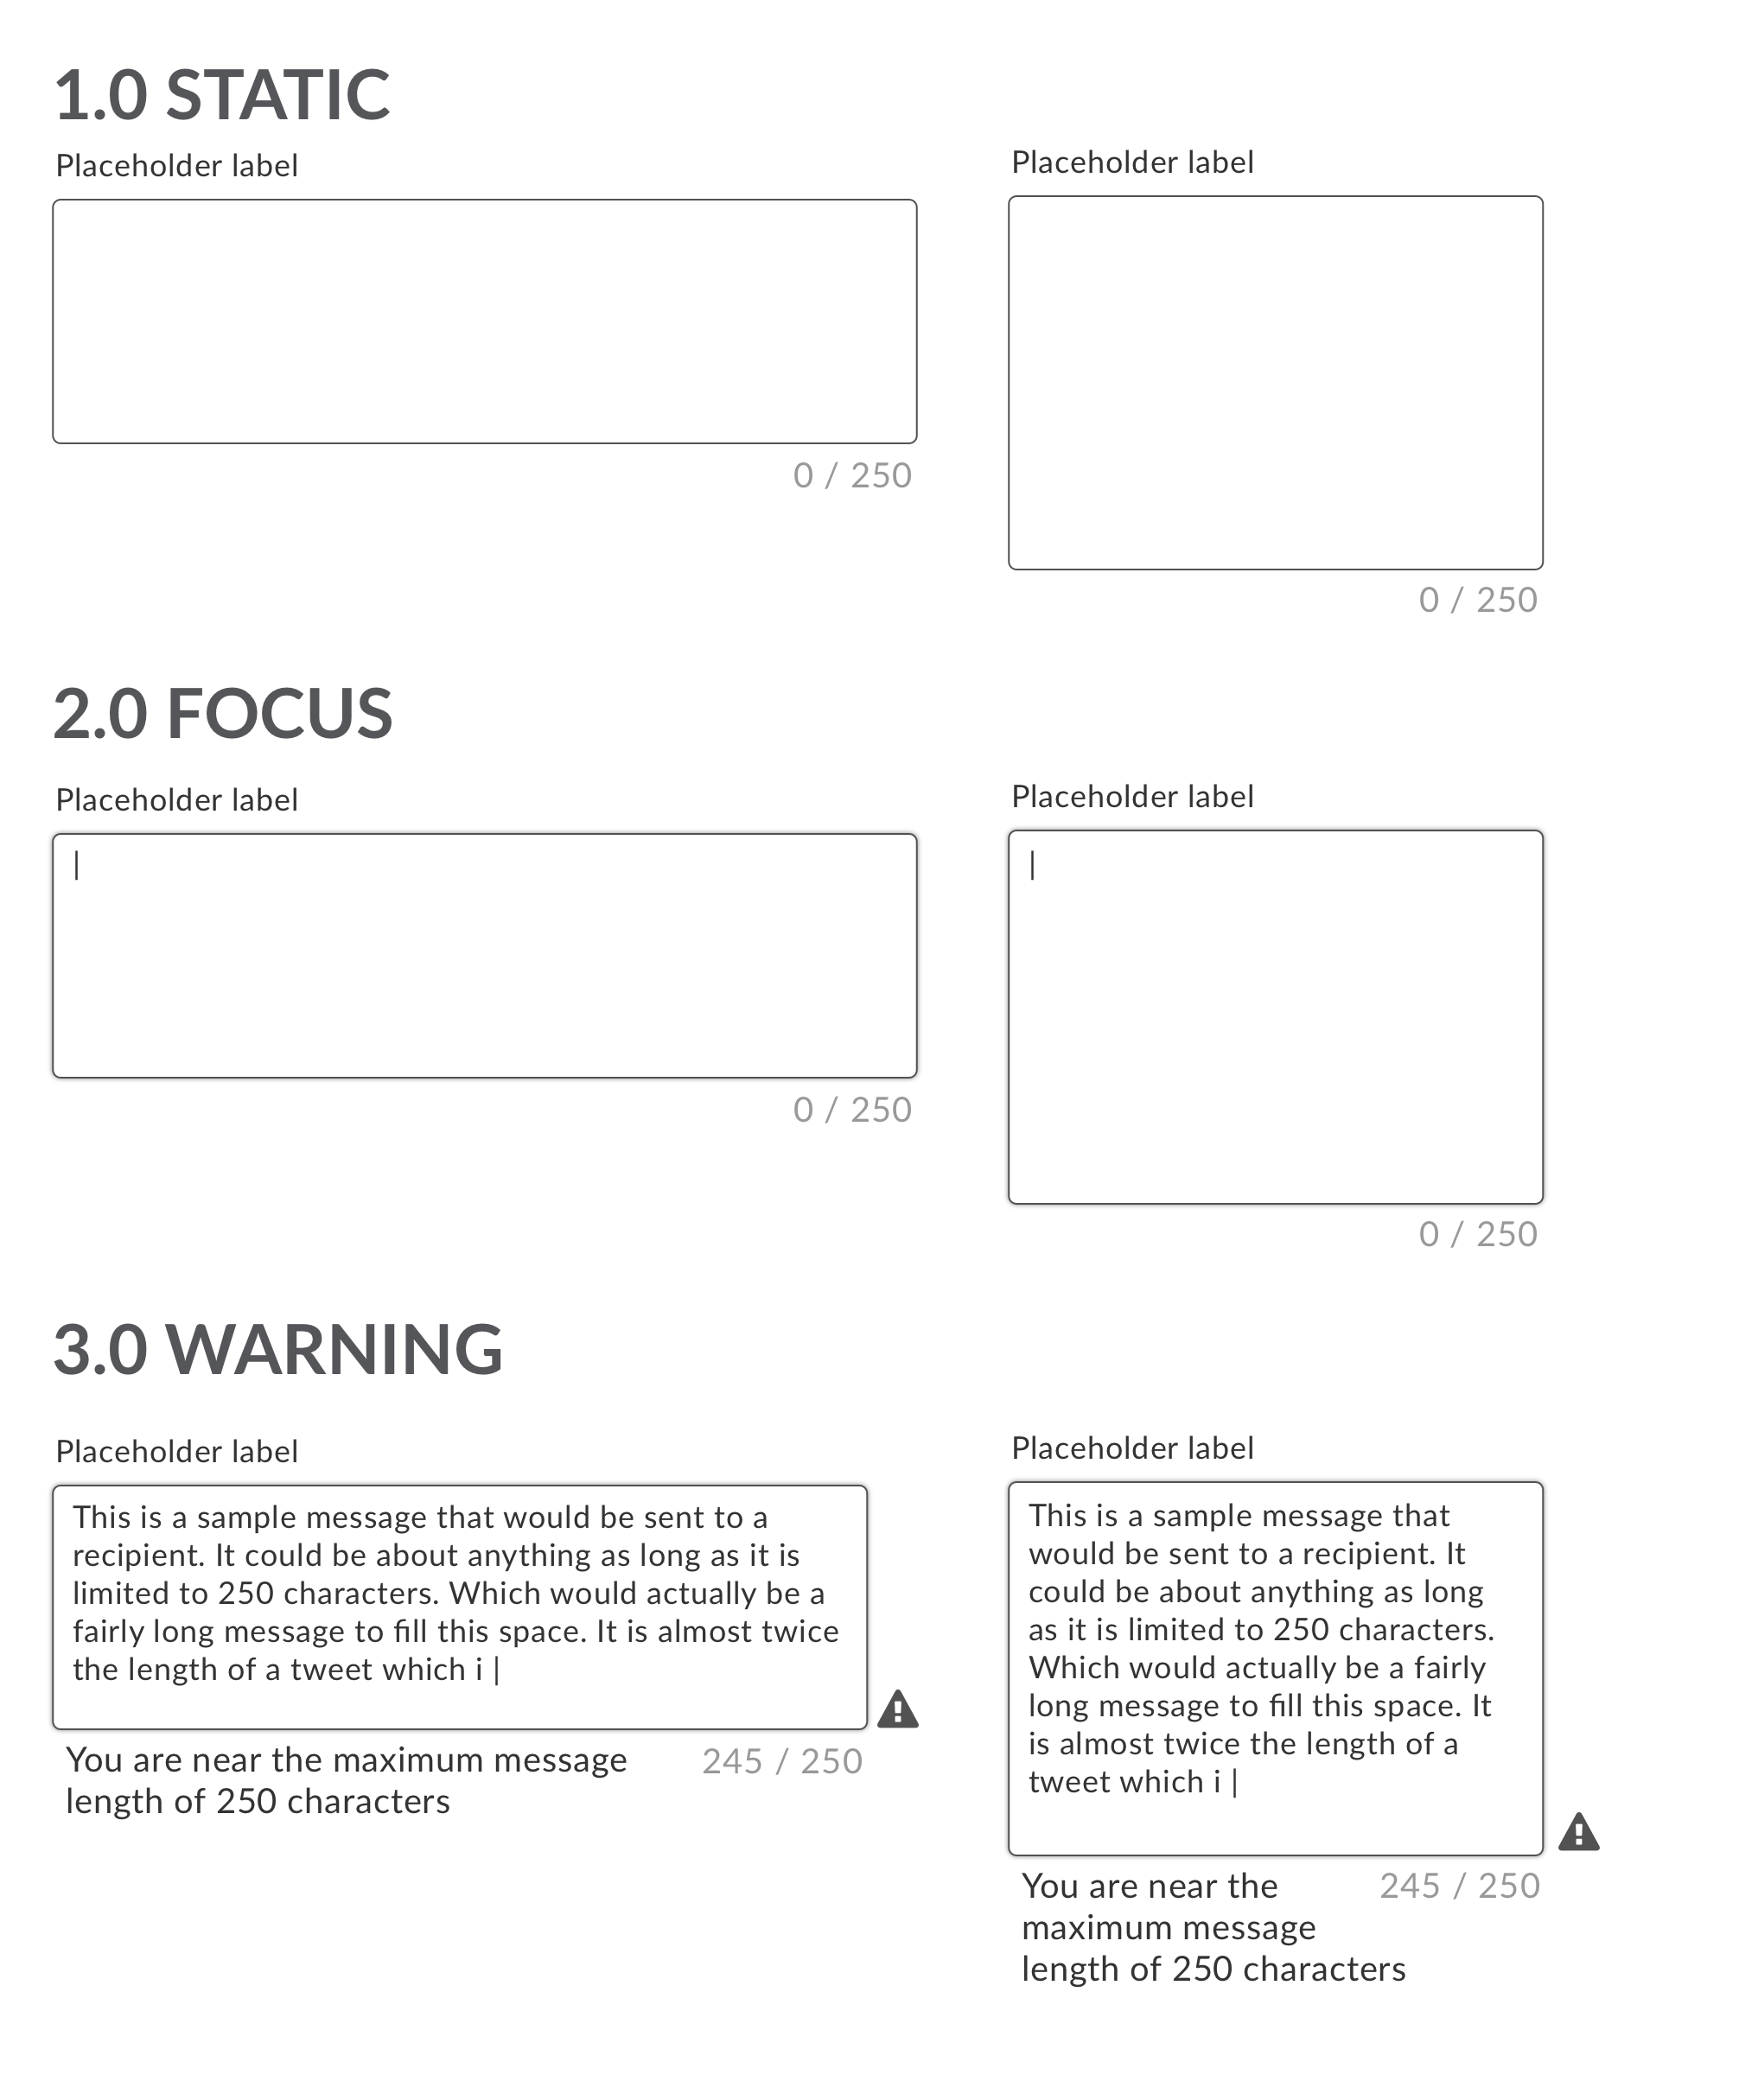 1.0 STATIC
Placeholder label
0 / 250
Placeholder label
0 / 250
2.0 FOCUS
Placeholder label
|
0 / 250
Placeholder label
|
0 / 250
3.0 WARNING
Placeholder label
This is a sample message that would be sent to a
recipient. It could be about anything as long as it is
limited to 250 characters. Which would actually be a
fairly long message to fill this space. It is almost twice
the length of a tweet which i |
You are near the maximum message
length of 250 characters
245 / 250
Placeholder label
This is a sample message that
would be sent to a recipient. It
could be about anything as long
as it is limited to 250 characters.
Which would actually be a fairly
long message to fill this space. It
is almost twice the length of a
tweet which i |
You are near the
maximum message
length of 250 characters
245 / 250